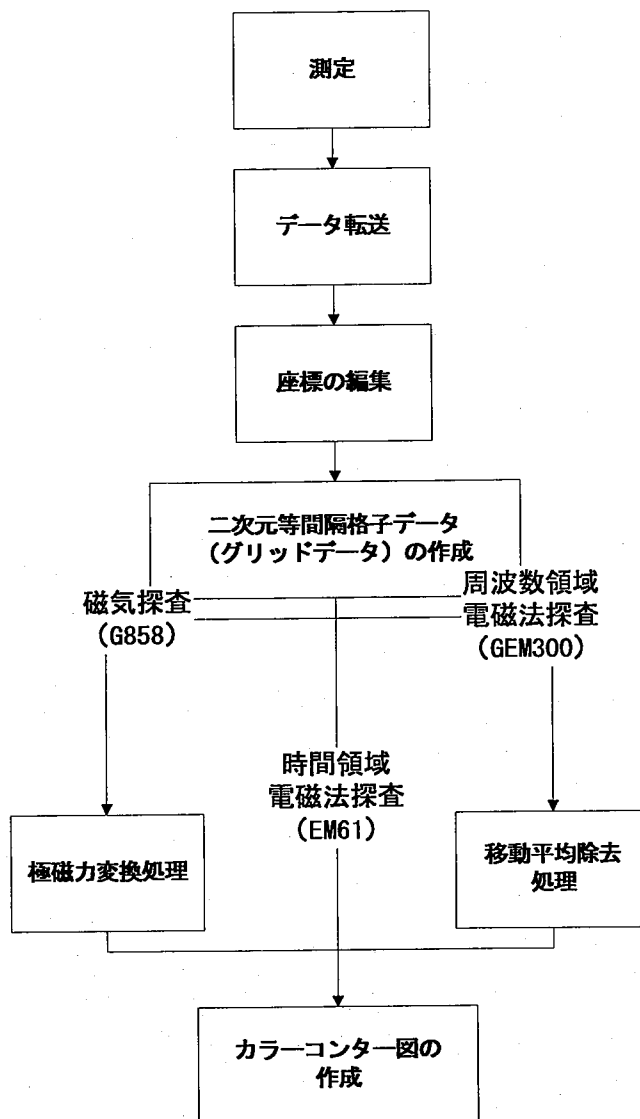 測定
データ転送
座標の編集
二次元等間隔格子データ
(グリッドデータ)の作成
磁気探査
(G858)
周波数領域
電磁法探査
(GEM300)
時間領域
電磁法探査
(EM61)
極磁力変換処理
移動平均除去
処理
カラーコンター図の
作成